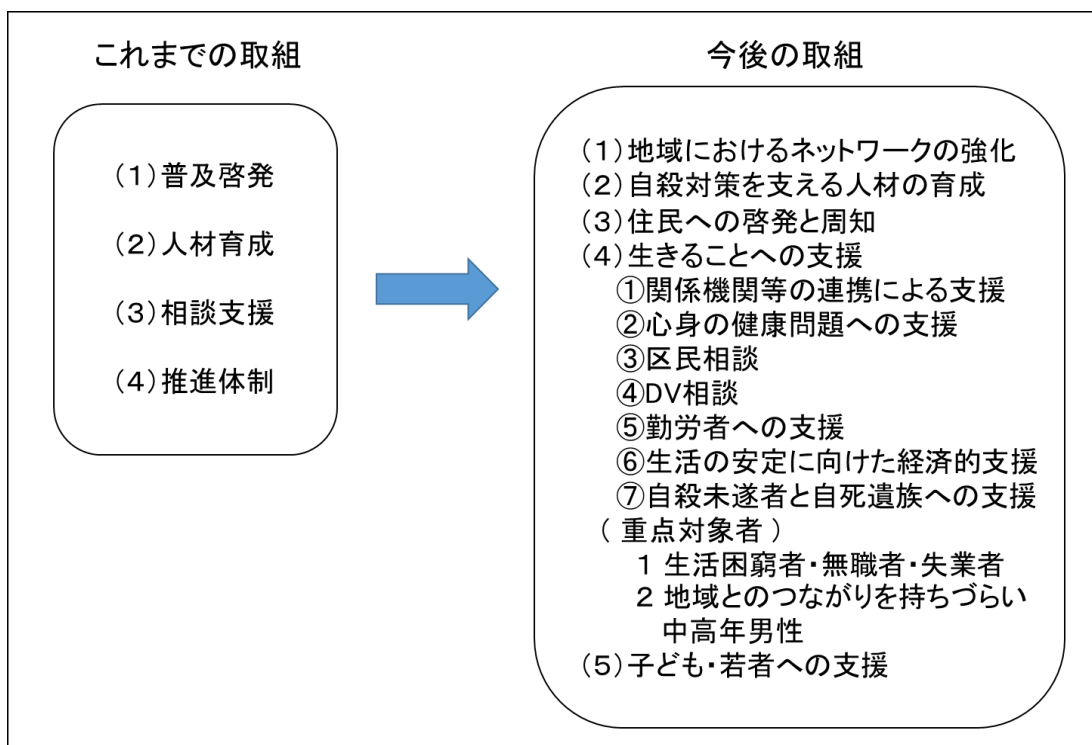 これまでの取組
（１）普及啓発
（２）人材育成
（３）相談支援
（４）推進体制
今後の取組
（１）地域におけるネットワークの強化
（２）自殺対策を支える人材の育成
（３）住民への啓発と周知
（４）生きることへの支援
①関係機関等の連携による支援
②心身の健康問題への支援
③区民相談
④DV相談
⑤勤労者への支援
⑥生活の安定に向けた経済的支援
⑦自殺未遂者と自死遺族への支援
（ 重点対象者 ）
１ 生活困窮者・無職者・失業者
２ 地域とのつながりを持ちづらい
中高年男性
（５）子ども・若者への支援